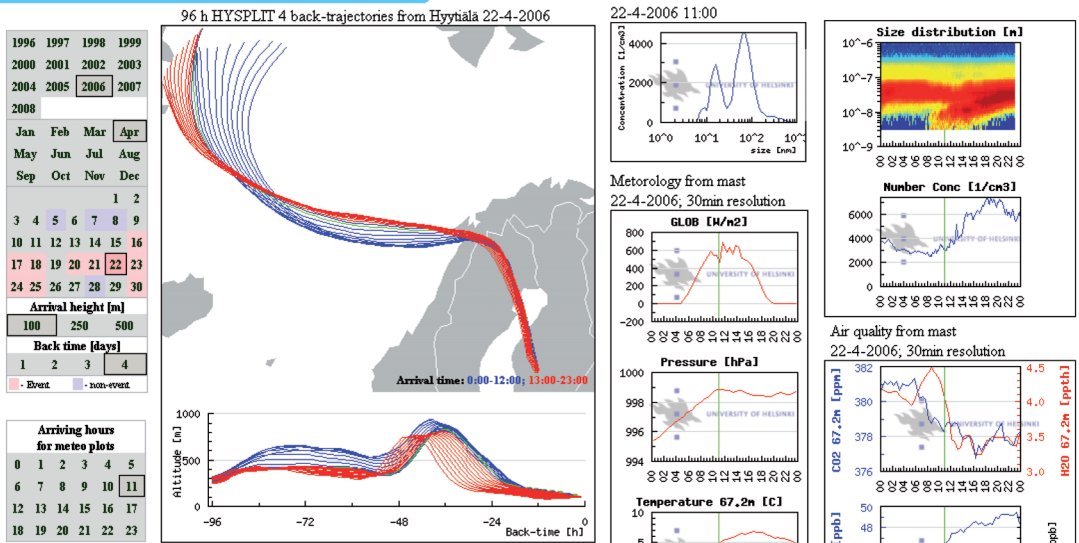 96 h HYSPLIT 4 back-trajectories from Hyytiälä 22-4-2006
1996 1997 1998 1999
2000 2001 2002 2003
2004 2005 2006 2007
2008
Jan Feb Mar Apr
May Jun Jul Aug
Sep Oct Nov Dec
1 2
3 4 5 6 7 8 9
10 11 12 13 14 15 16
17 18 19 20 21 22 23
24 25 26 27 28 29 30
Arrival height [m]
100 250 500
Back time [days]
1 2 3 4
- Event - non-event
Arriving hours
for meteo plots
0 1 2 3 4 5
6 7 8 9 10 11
12 13 14 15 16 17
18 19 20 21 22 23
Arrival time: 0:00-12:00; 13:00-23:00
Altitude [m]
1000
500
0
-96 -72 -48 -24 0
Back-time [h]
22-4-2006 11:00
Concentration [1/cm3]
4000
2000
0
UNIVERSITY OF HELSINKI
10^0 10^1 10^2 10^3
size [nm]
Metorology from mast
22-4-2006; 30min resolution
GLOB [W/m2]
800
600
400
200
0
-200
UNIVERSITY OF HELSINKI
00 02 04 06 08 10 12 14 16 18 20 22 00
Pressure [hPa]
1000
998
996
994
UNIVERSITY OF HELSINKI
00 02 04 06 08 10 12 14 16 18 20 22 00
Temperature 67.2m [C]
10
5
Size distribution [m]
10^-6
10^-7
10^-8
10^-9
00 02 04 06 08 10 12 14 16 18 20 22 00
Number Conc [1/cm3]
6000
4000
2000
0
UNIVERSITY OF HELSINKI
00 02 04 06 08 10 12 14 16 18 20 22 00
Air quality from mast
22-4-2006; 30min resolution
CO2 67.2m [ppm]
382
380
378
376
UNIVERSITY OF HELSINKI
4.5
4.0
3.5
3.0
H2O 67.2m [ppth]
00 02 04 06 08 10 12 14 16 18 20 22 00
50
48
[ppb]